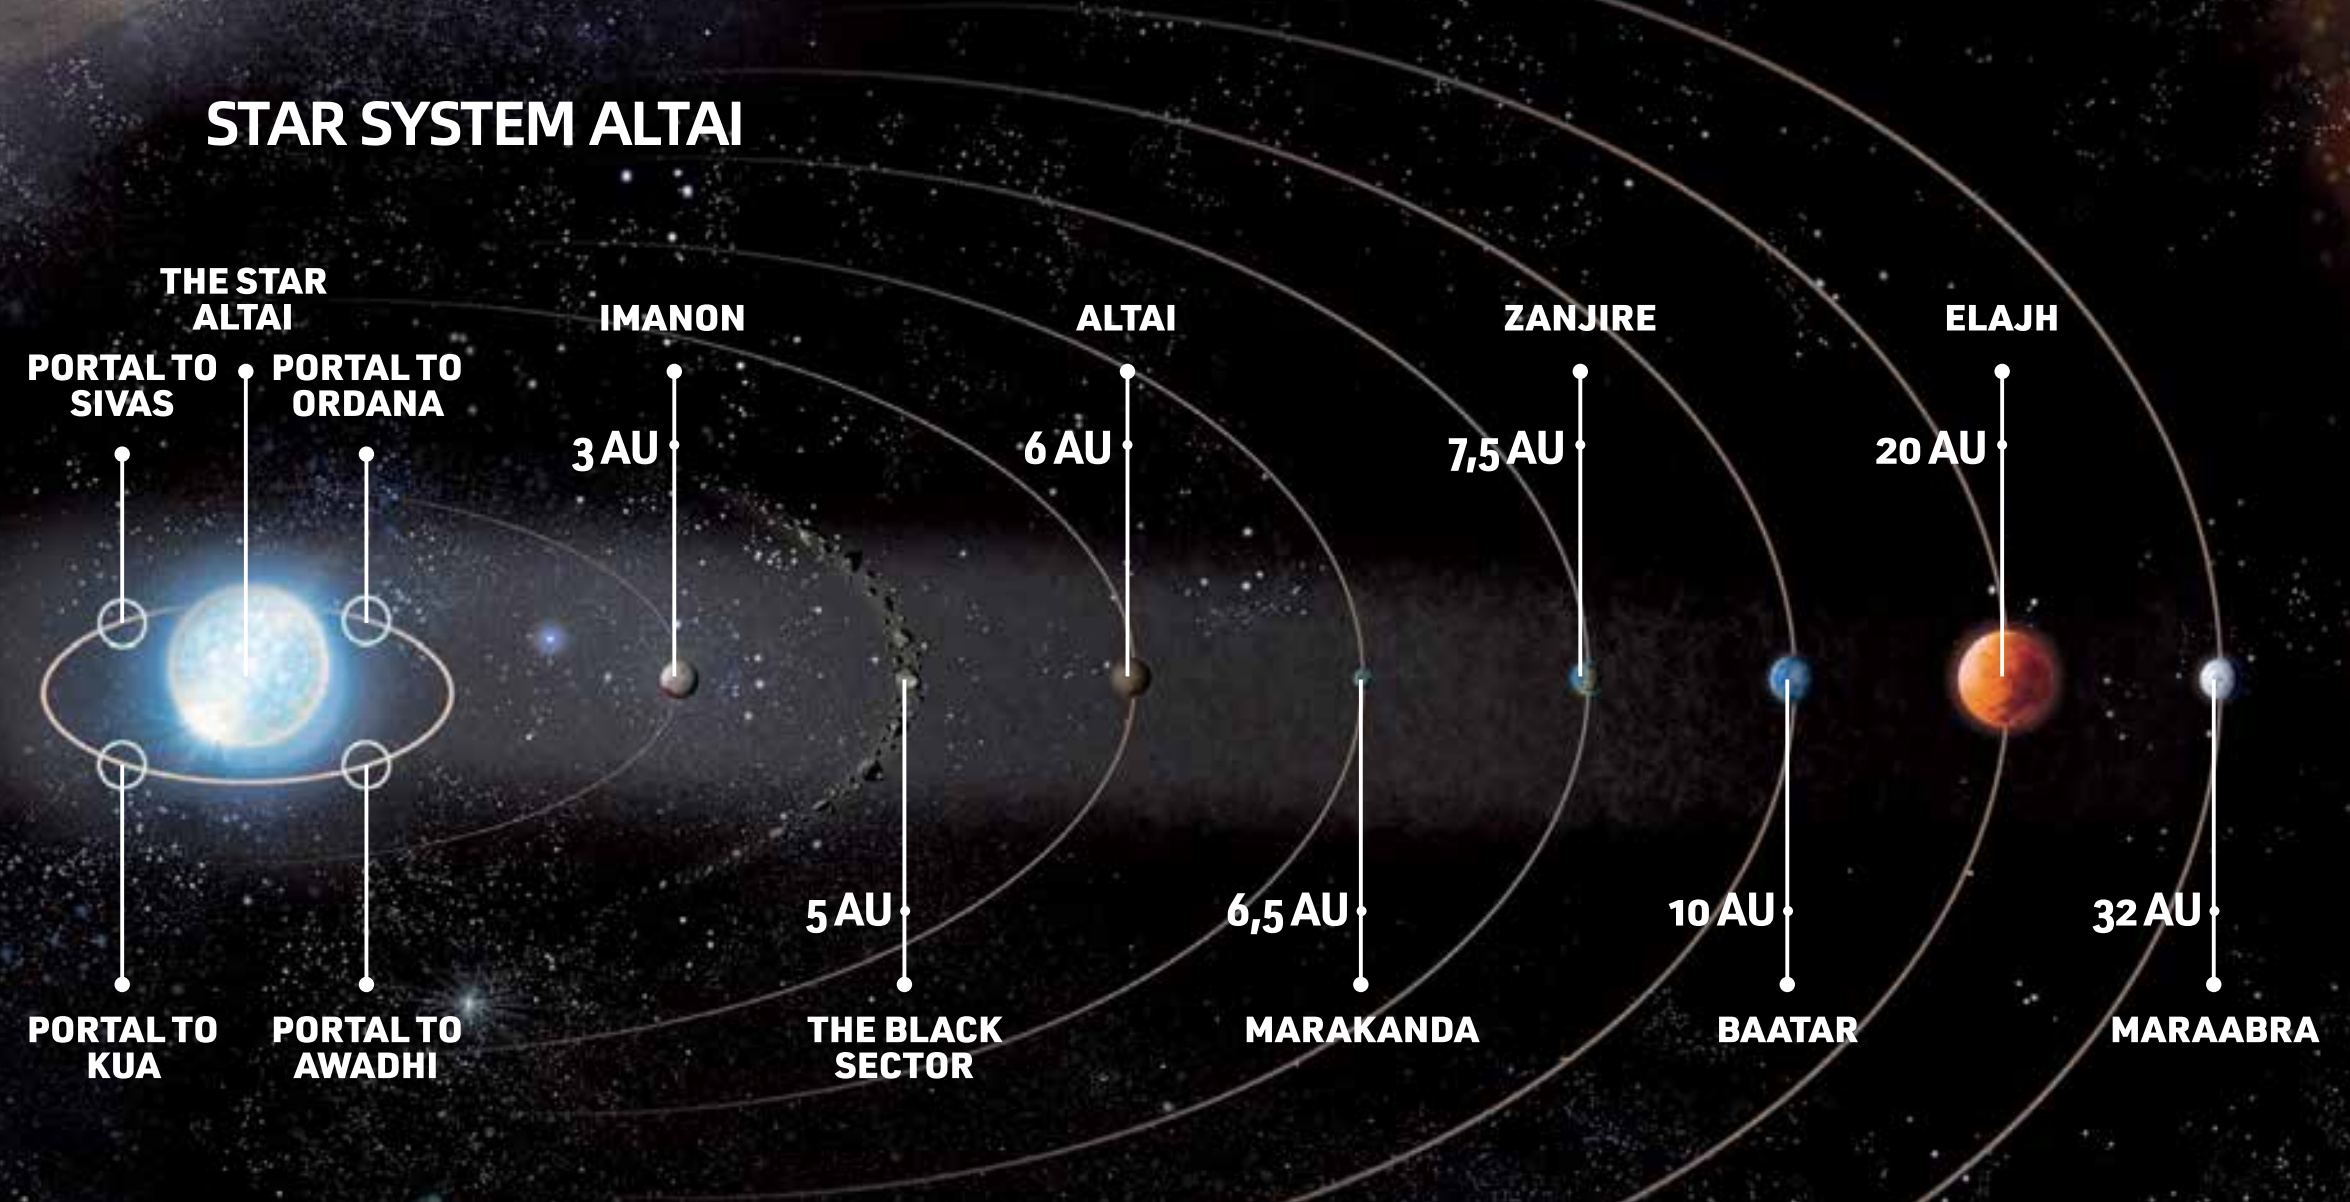 STAR SYSTEM ALTAI
THE STAR
ALTAI
PORTAL TO
SIVAS
PORTAL TO
ORDANA
IMANON
3 AU
ALTAI
6 AU
ZANJIRE
7,5 AU
ELAJH
20 AU
PORTAL TO
KUA
PORTAL TO
AWADHI
5 AU
THE BLACK
SECTOR
6,5 AU
MARAKANDA
10 AU
BAATAR
32 AU
MARAABRA